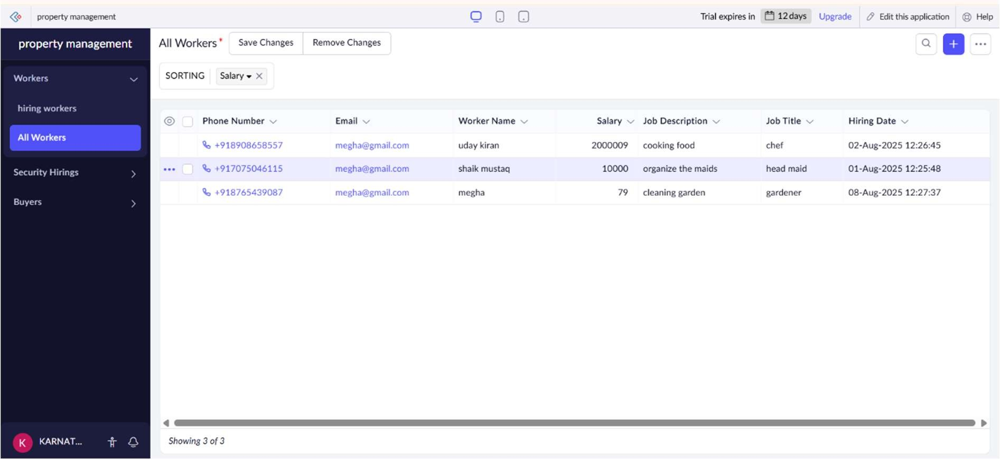 property management
Trial expires in 12 days Upgrade Edit this application Help
property management
Workers
hiring workers
All Workers
Security Hirings
Buyers
K KARNAT...
All Workers* Save Changes Remove Changes
SORTING Salary
Phone Number Email Worker Name Salary Job Description Job Title Hiring Date
+918908658557 megha@gmail.com uday kiran 2000009 cooking food chef 02-Aug-2025 12:26:45
+917075046115 megha@gmail.com shaik mustaq 10000 organize the maids head maid 01-Aug-2025 12:25:48
+918765439087 megha@gmail.com megha 79 cleaning garden gardener 08-Aug-2025 12:27:37
Showing 3 of 3